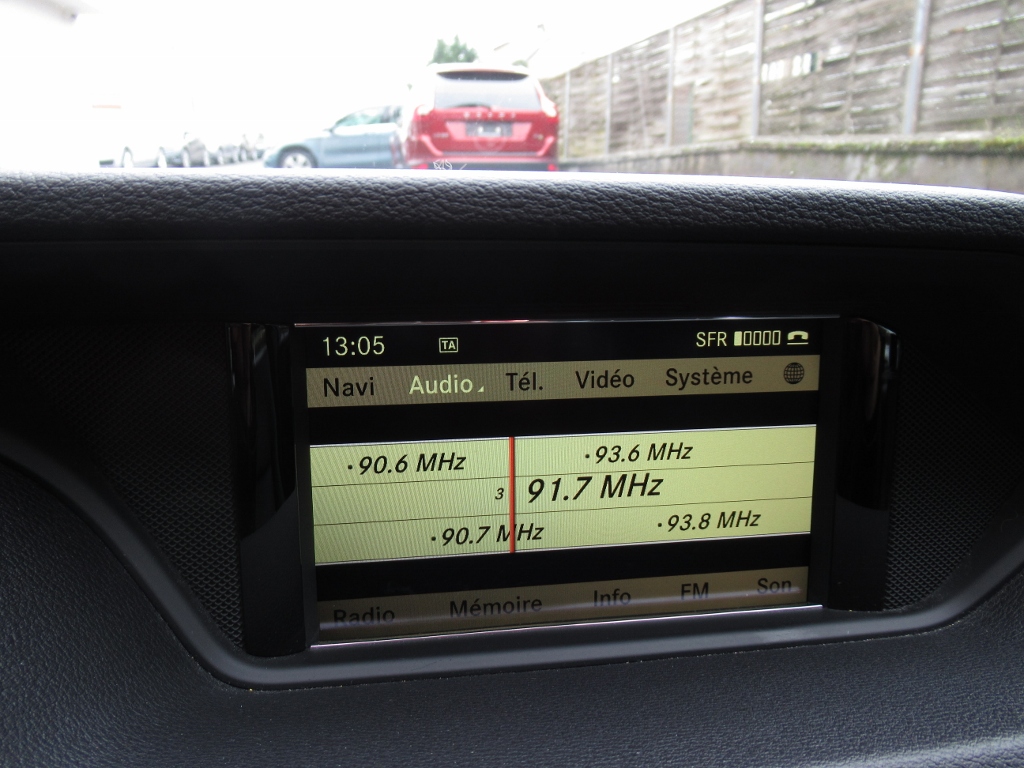 13:05 TA SFR
Navi Audio Tél. Vidéo Système
·90.6 MHz ·93.6 MHz
3 91.7 MHz
·90.7 MHz ·93.8 MHz
Radio Mémoire Info FM Son